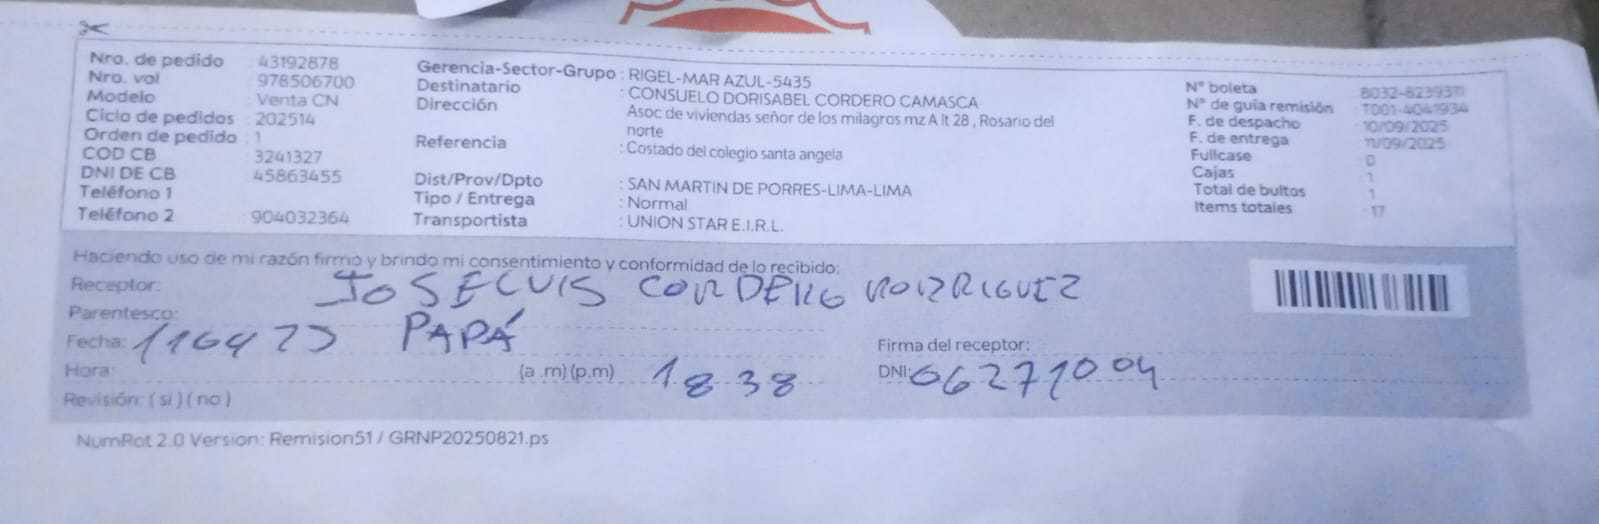 Nro. de pedido : 43192878
Nro. vol : 978506700
Modelo : Venta CN
Ciclo de pedidos : 202514
Orden de pedido : 1
COD CB : 3241327
DNI DE CB : 45863455
Teléfono 1
Teléfono 2 : 904032364
Gerencia-Sector-Grupo : RIGEL-MAR AZUL-5435
Destinatario : CONSUELO DORISABEL CORDERO CAMASCA
Dirección : Asoc de viviendas señor de los milagros mz A lt 28 , Rosario del
norte
Referencia : Costado del colegio santa angela
Dist/Prov/Dpto : SAN MARTIN DE PORRES-LIMA-LIMA
Tipo / Entrega : Normal
Transportista : UNION STAR E.I.R.L.
N° boleta
N° de guía remisión : T001-4041934
F. de despacho : 10/09/2025
F. de entrega : 11/09/2025
Fullcase : 0
Cajas : 1
Total de bultos : 1
Items totales : 17
Haciendo uso de mi razón firmo y brindo mi consentimiento y conformidad de lo recibido:
Receptor: JOSE LUIS CORDERO RODRIGUEZ
Parentesco: PAPÁ
Fecha:
Hora: (a .m) (p.m) 1838
Revisión: ( si ) ( no )
Firma del receptor:
DNI: 06271004
NumRot 2.0 Version: Remision51 / GRNP20250821.ps